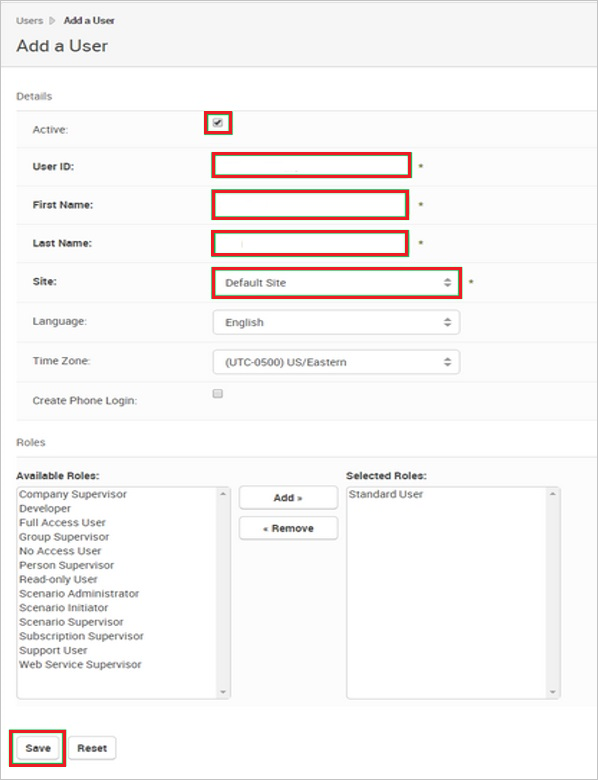 Users Add a User
Add a User
Details
Active:
User ID: *
First Name: *
Last Name: *
Site: Default Site *
Language: English
Time Zone: (UTC-0500) US/Eastern
Create Phone Login:
Roles
Available Roles:
Company Supervisor
Developer
Full Access User
Group Supervisor
No Access User
Person Supervisor
Read-only User
Scenario Administrator
Scenario Initiator
Scenario Supervisor
Subscription Supervisor
Support User
Web Service Supervisor
Add »
« Remove
Selected Roles:
Standard User
Save Reset